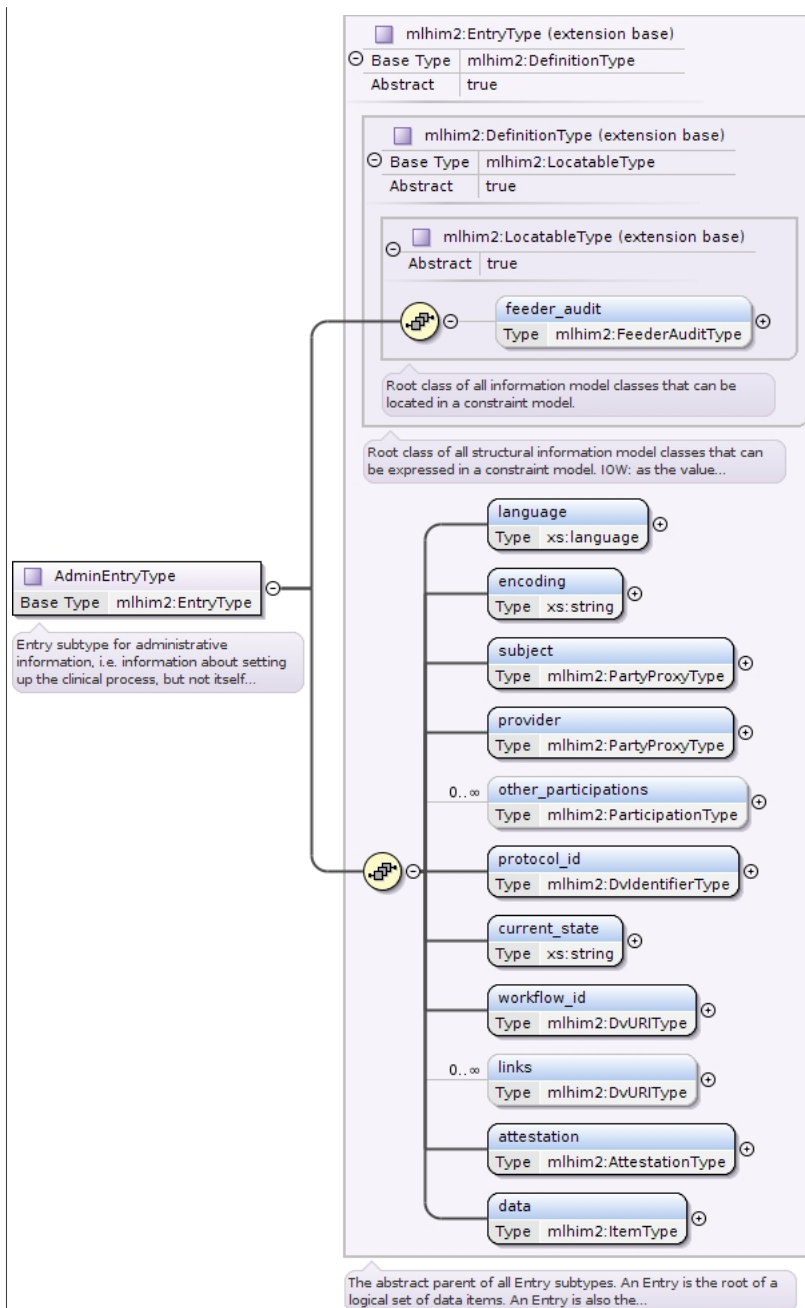 mlhim2:EntryType (extension base)
Base Type mlhim2:DefinitionType
Abstract true
mlhim2:DefinitionType (extension base)
Base Type mlhim2:LocatableType
Abstract true
mlhim2:LocatableType (extension base)
Abstract true
feeder_audit
Type mlhim2:FeederAuditType
Root class of all information model classes that can be
located in a constraint model.
Root class of all structural information model classes that can
be expressed in a constraint model. IOW: as the value...
AdminEntryType
Base Type mlhim2:EntryType
Entry subtype for administrative
information, i.e. information about setting
up the clinical process, but not itself...
language
Type xs:language
encoding
Type xs:string
subject
Type mlhim2:PartyProxyType
provider
Type mlhim2:PartyProxyType
0..∞ other_participations
Type mlhim2:ParticipationType
protocol_id
Type mlhim2:DvIdentifierType
current_state
Type xs:string
workflow_id
Type mlhim2:DvURIType
0..∞ links
Type mlhim2:DvURIType
attestation
Type mlhim2:AttestationType
data
Type mlhim2:ItemType
The abstract parent of all Entry subtypes. An Entry is the root of a
logical set of data items. An Entry is also the...